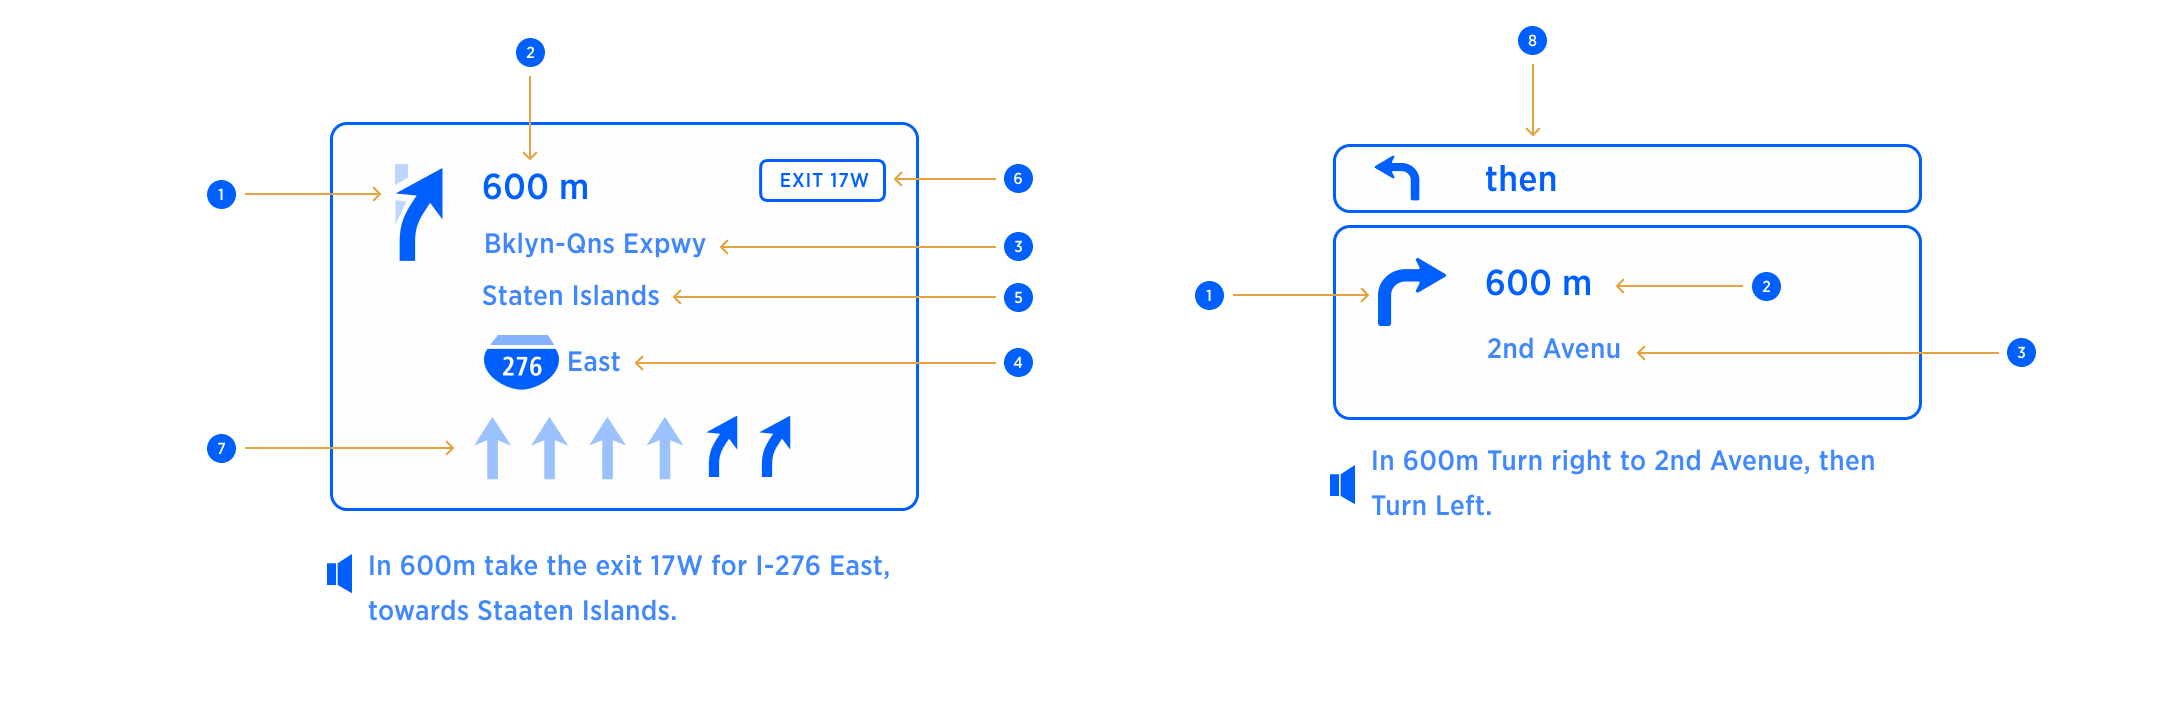 2
1
600 m
EXIT 17W
6
Bklyn-Qns Expwy
3
Staten Islands
5
276 East
4
7
In 600m take the exit 17W for I-276 East,
towards Staaten Islands.
8
then
1
600 m
2
2nd Avenu
3
In 600m Turn right to 2nd Avenue, then
Turn Left.